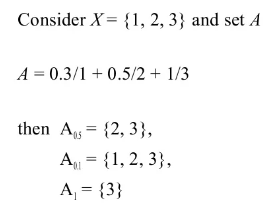 Consider X = {1, 2, 3} and set A
A = 0.3/1 + 0.5/2 + 1/3
then A₀.₅ = {2, 3},
A₀.₁ = {1, 2, 3},
A₁ = {3}